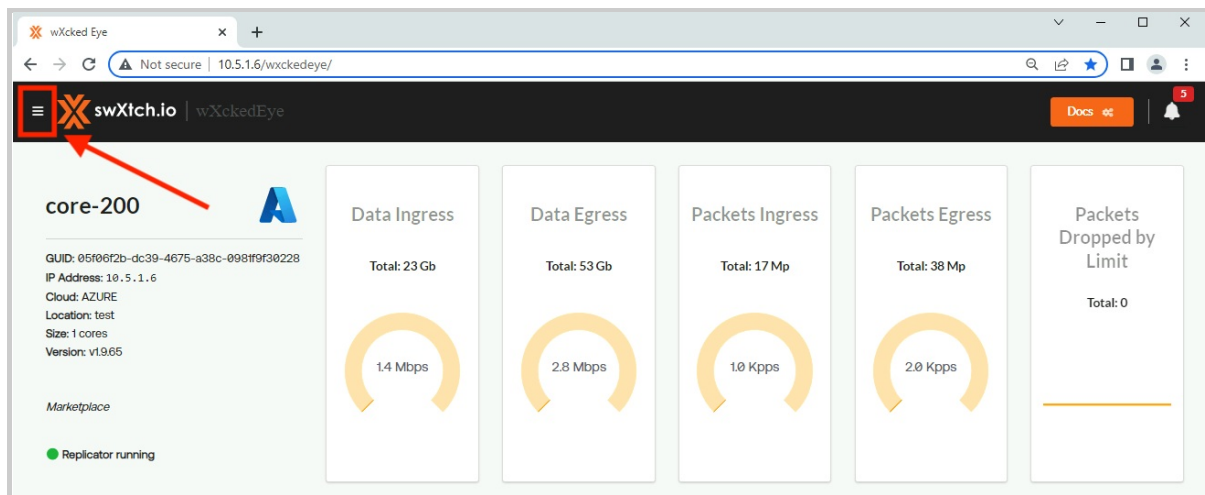 wXcked Eye
Not secure | 10.5.1.6/wxckedeye/
swXtch.io | wXckedEye
Docs
5
core-200
GUID: 05f06f2b-dc39-4675-a38c-0981f9f30228
IP Address: 10.5.1.6
Cloud: AZURE
Location: test
Size: 1 cores
Version: v1.9.65
Marketplace
Replicator running
Data Ingress
Total: 23 Gb
1.4 Mbps
Data Egress
Total: 53 Gb
2.8 Mbps
Packets Ingress
Total: 17 Mp
1.0 Kpps
Packets Egress
Total: 38 Mp
2.0 Kpps
Packets
Dropped by
Limit
Total: 0